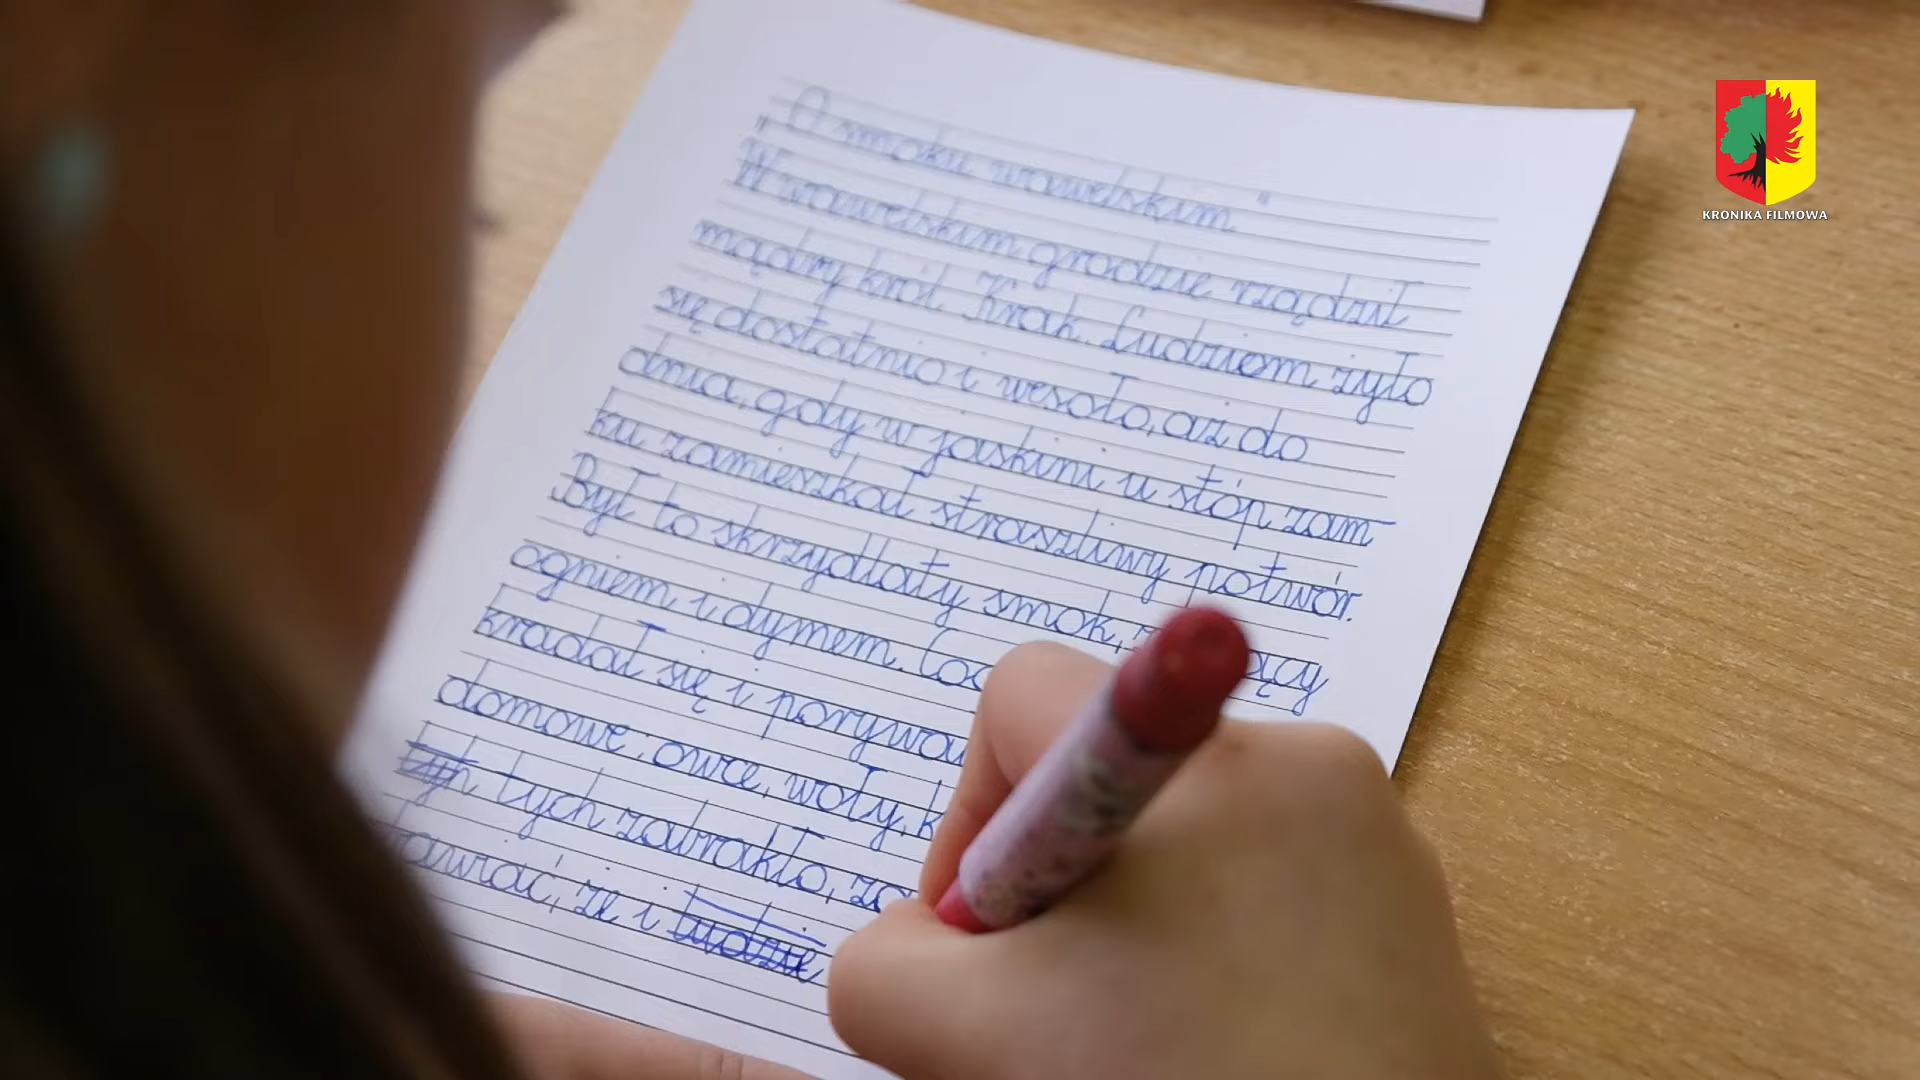 "O smoku wawelskim"
W wawelskim grodzie rządził
mądry król Krak. Ludziom żyło
się dostatnio i wesoło, aż do
dnia, gdy w jaskini u stóp zam
ku zamieszkał straszliwy potwór.
Był to skrzydlaty smok,
ogniem i dymem.
kradał się i
domowe: owce, woły,
tych zabrakło,
że i ludzie
KRONIKA FILMOWA